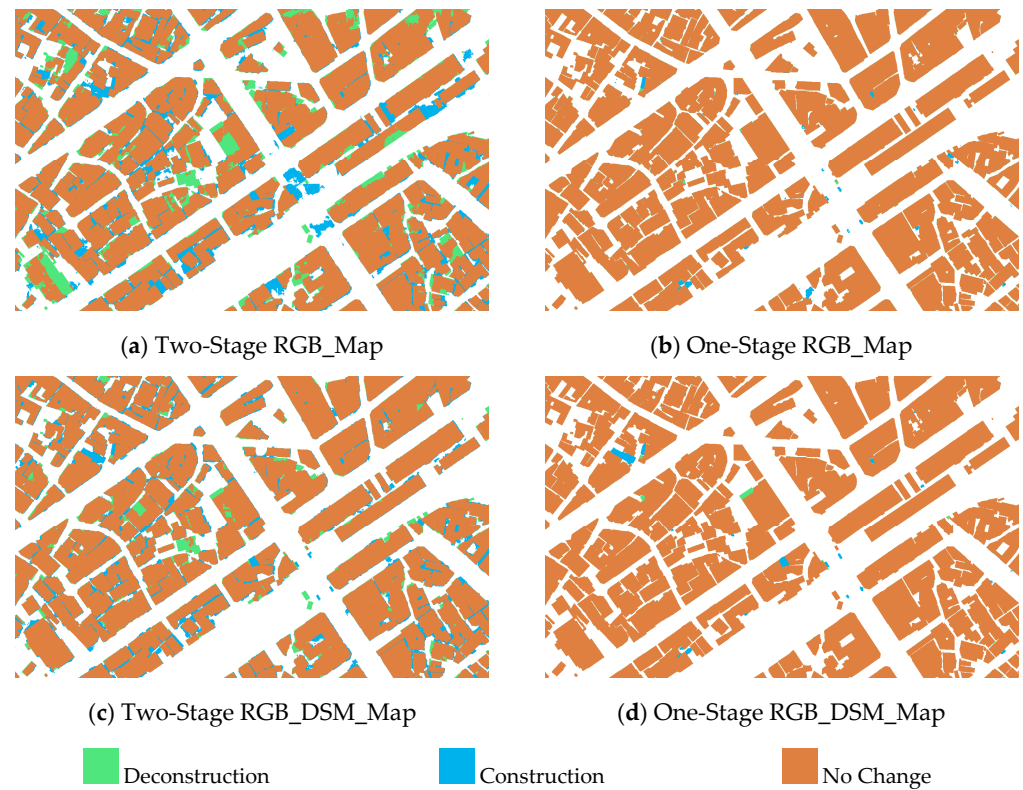 (a) Two-Stage RGB_Map
(b) One-Stage RGB_Map
(c) Two-Stage RGB_DSM_Map
(d) One-Stage RGB_DSM_Map
Deconstruction
Construction
No Change